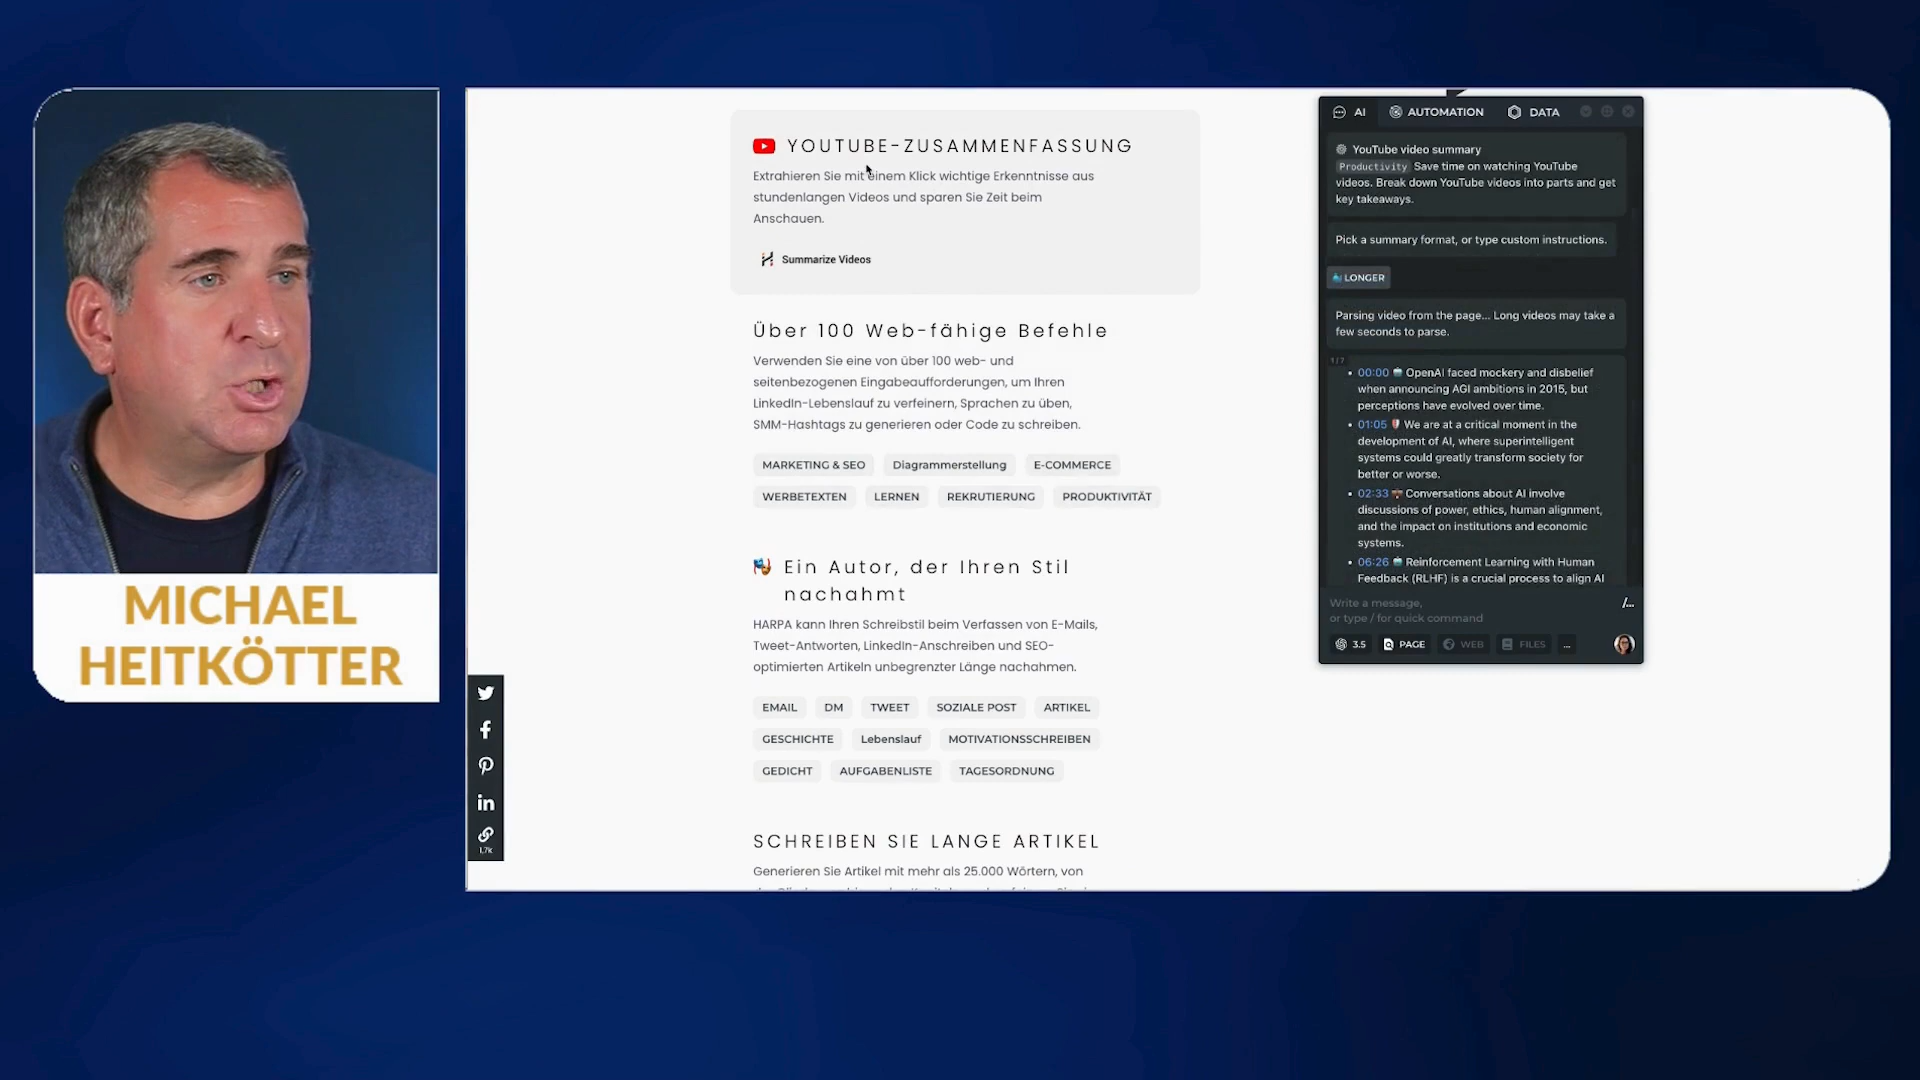 MICHAEL
HEITKÖTTER
YOUTUBE-ZUSAMMENFASSUNG
Extrahieren Sie mit einem Klick wichtige Erkenntnisse aus
stundenlangen Videos und sparen Sie Zeit beim
Anschauen.
Summarize Videos
Über 100 Web-fähige Befehle
Verwenden Sie eine von über 100 web- und
seitenbezogenen Eingabeaufforderungen, um Ihren
LinkedIn-Lebenslauf zu verfeinern, Sprachen zu üben,
SMM-Hashtags zu generieren oder Code zu schreiben.
MARKETING & SEO Diagrammerstellung E-COMMERCE
WERBETEXTEN LERNEN REKRUTIERUNG PRODUKTIVITÄT
Ein Autor, der Ihren Stil
nachahmt
HARPA kann Ihren Schreibstil beim Verfassen von E-Mails,
Tweet-Antworten, LinkedIn-Anschreiben und SEO-
optimierten Artikeln unbegrenzter Länge nachahmen.
EMAIL DM TWEET SOZIALE POST ARTIKEL
GESCHICHTE Lebenslauf MOTIVATIONSSCHREIBEN
GEDICHT AUFGABENLISTE TAGESORDNUNG
SCHREIBEN SIE LANGE ARTIKEL
Generieren Sie Artikel mit mehr als 25.000 Wörtern, von
1,7k
AI AUTOMATION DATA
YouTube video summary
Productivity Save time on watching YouTube
videos. Break down YouTube videos into parts and get
key takeaways.
Pick a summary format, or type custom instructions.
LONGER
Parsing video from the page... Long videos may take a
few seconds to parse.
1/7
00:00 OpenAI faced mockery and disbelief
when announcing AGI ambitions in 2015, but
perceptions have evolved over time.
01:05 We are at a critical moment in the
development of AI, where superintelligent
systems could greatly transform society for
better or worse.
02:33 Conversations about AI involve
discussions of power, ethics, human alignment,
and the impact on institutions and economic
systems.
06:26 Reinforcement Learning with Human
Feedback (RLHF) is a crucial process to align AI
Write a message,
or type / for quick command
/...
3.5 PAGE WEB FILES ...